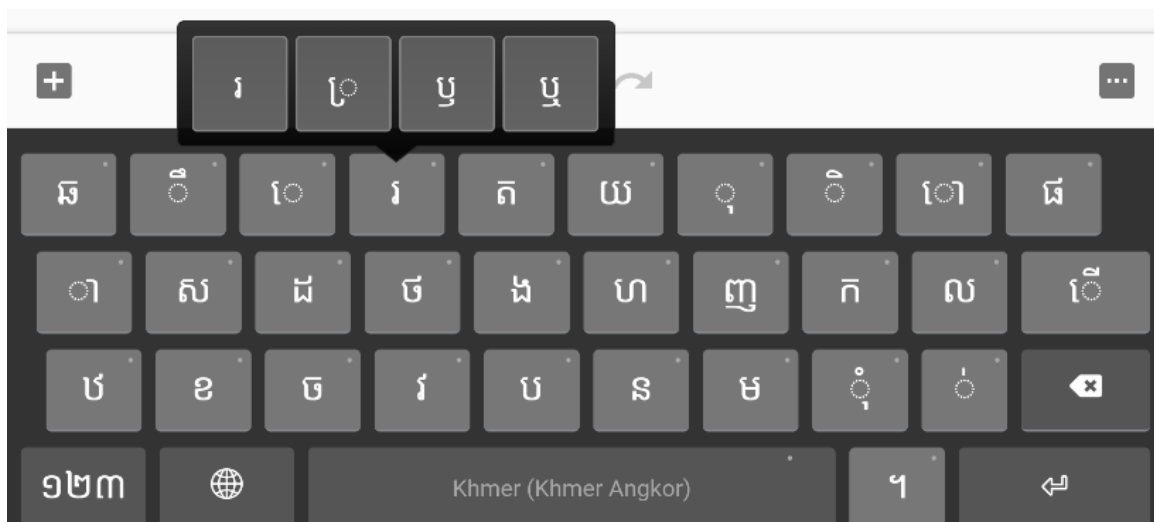 រ ្រ ឫ ឬ
ឆ ឹ េ រ ត យ ុ ិ ោ ផ
ា ស ដ ថ ង ហ ញ ក ល ើ
ឋ ខ ច វ ប ន ម ុំ ់
១២៣ Khmer (Khmer Angkor) ។